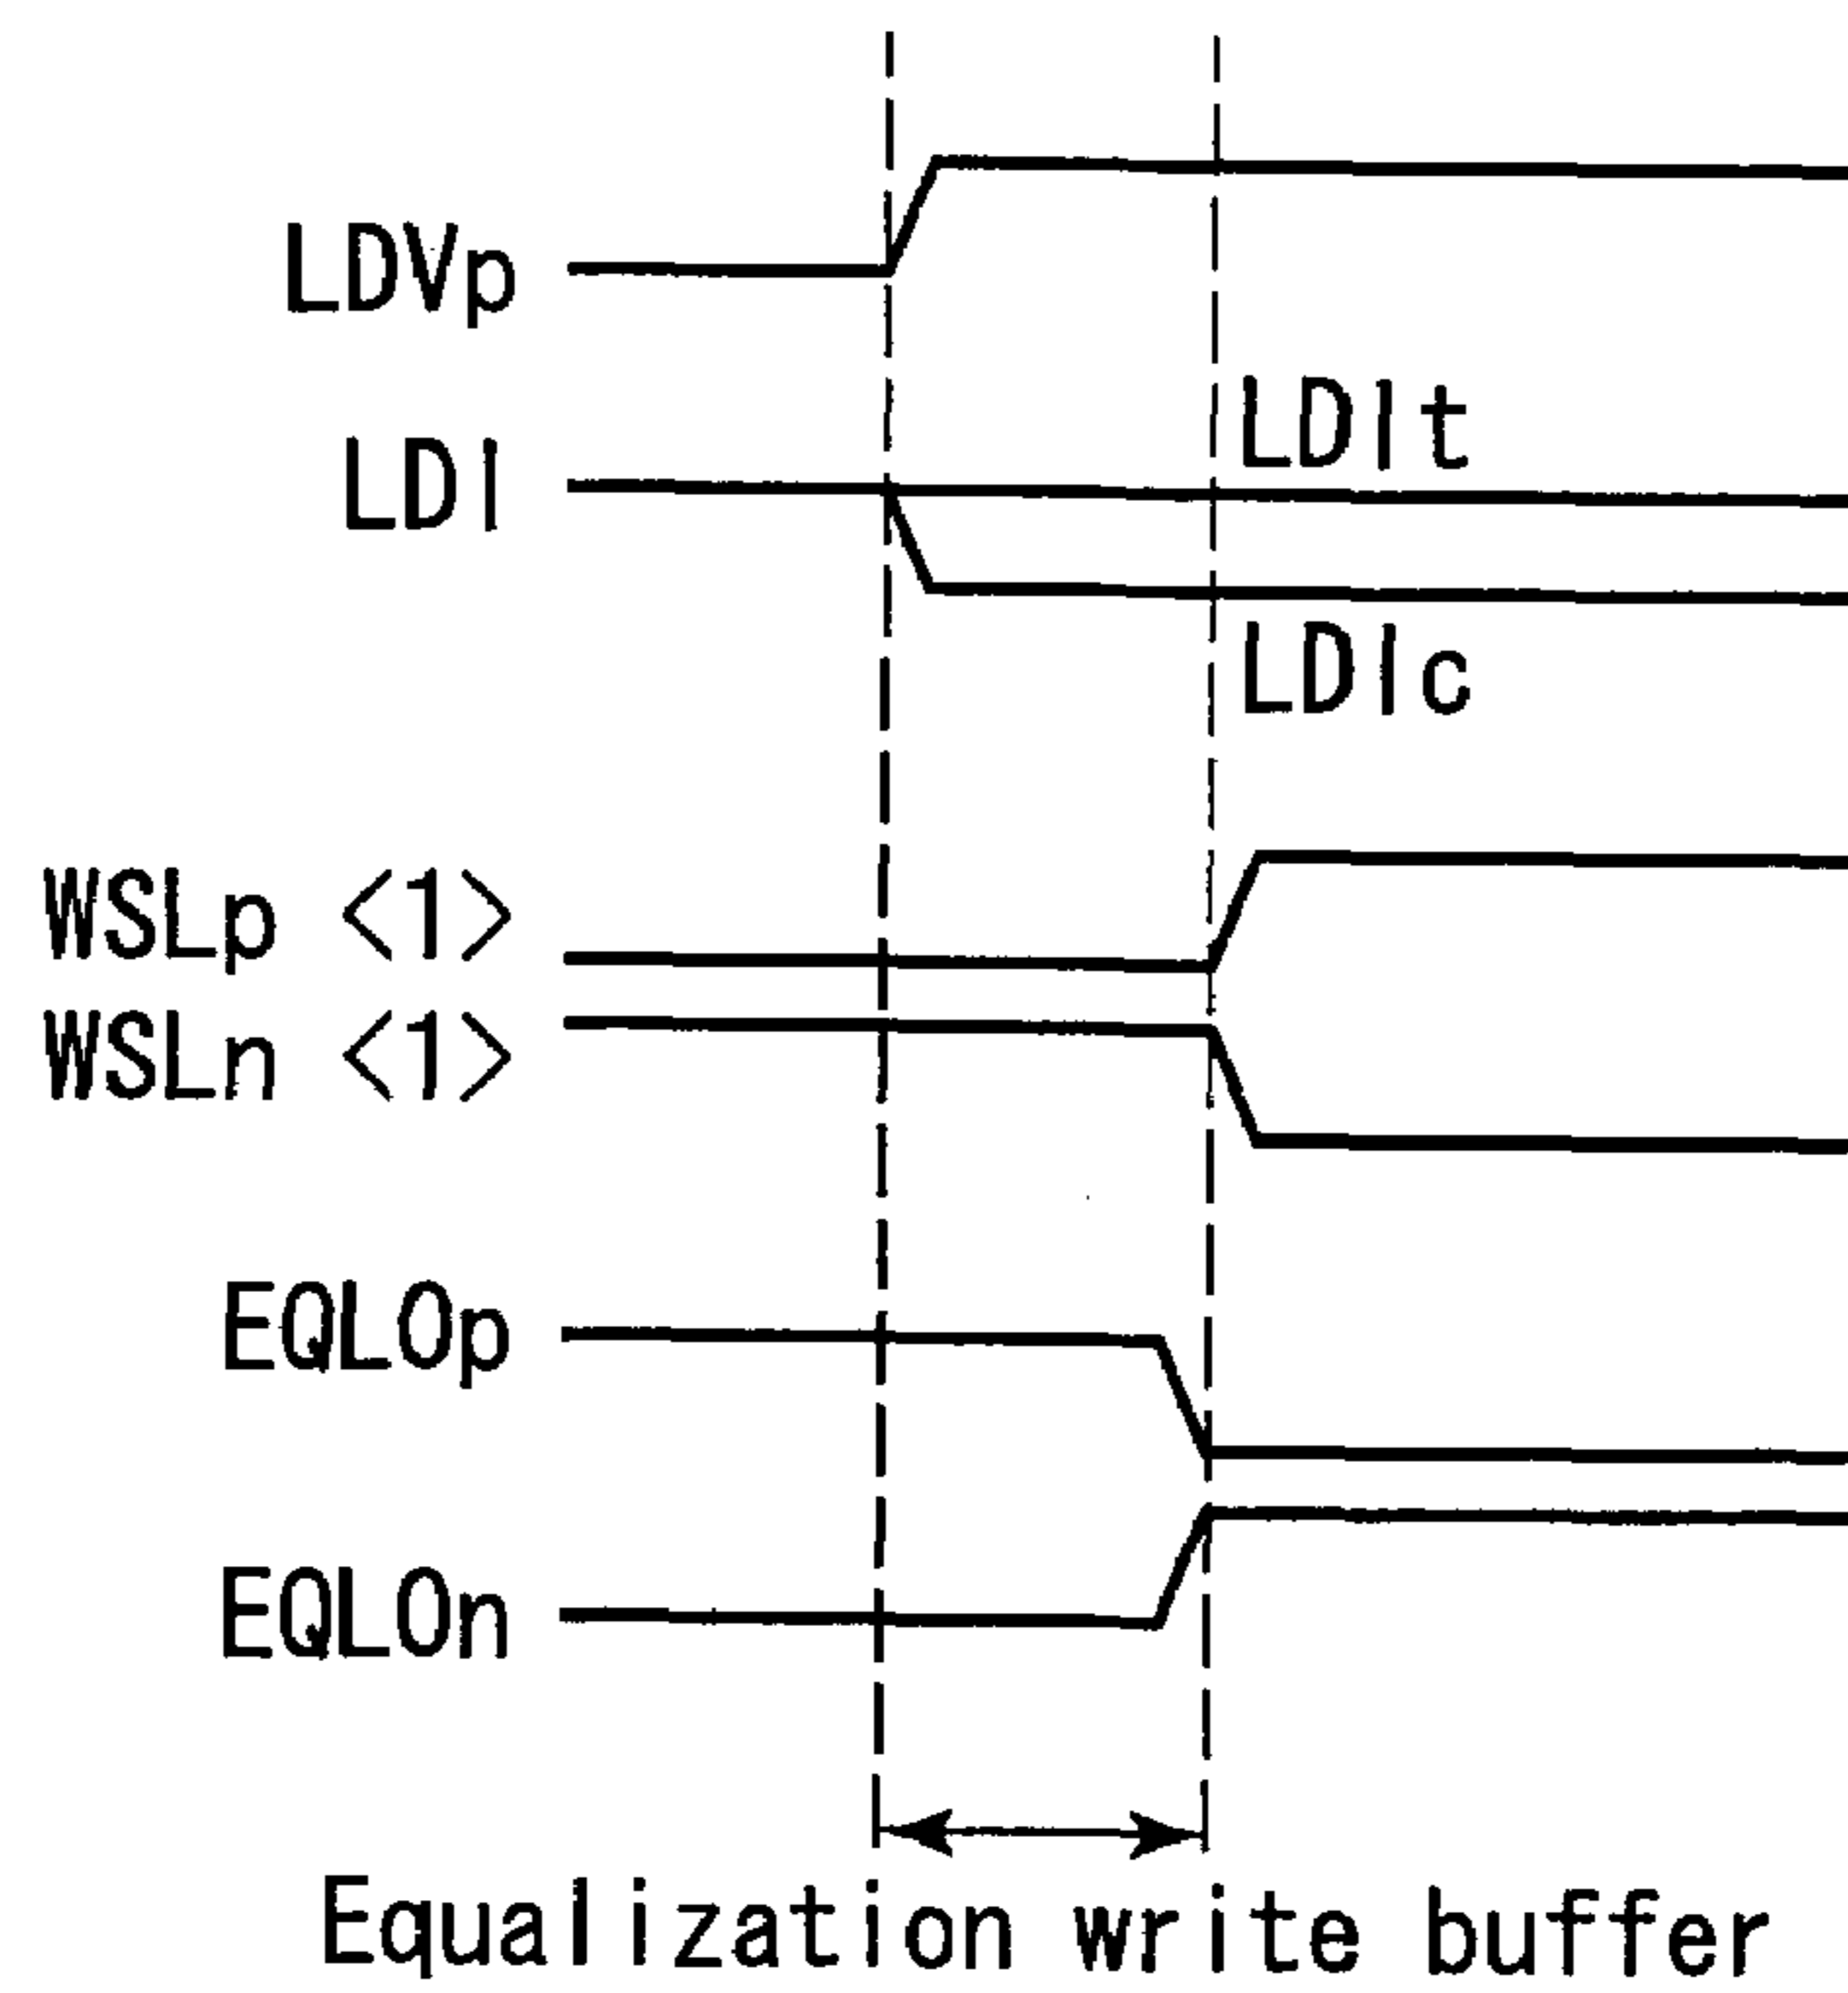 LDVp
LDI
LDIt
LDIc
WSLp <1>
WSLn <1>
EQLOp
EQLOn
Equalization write buffer